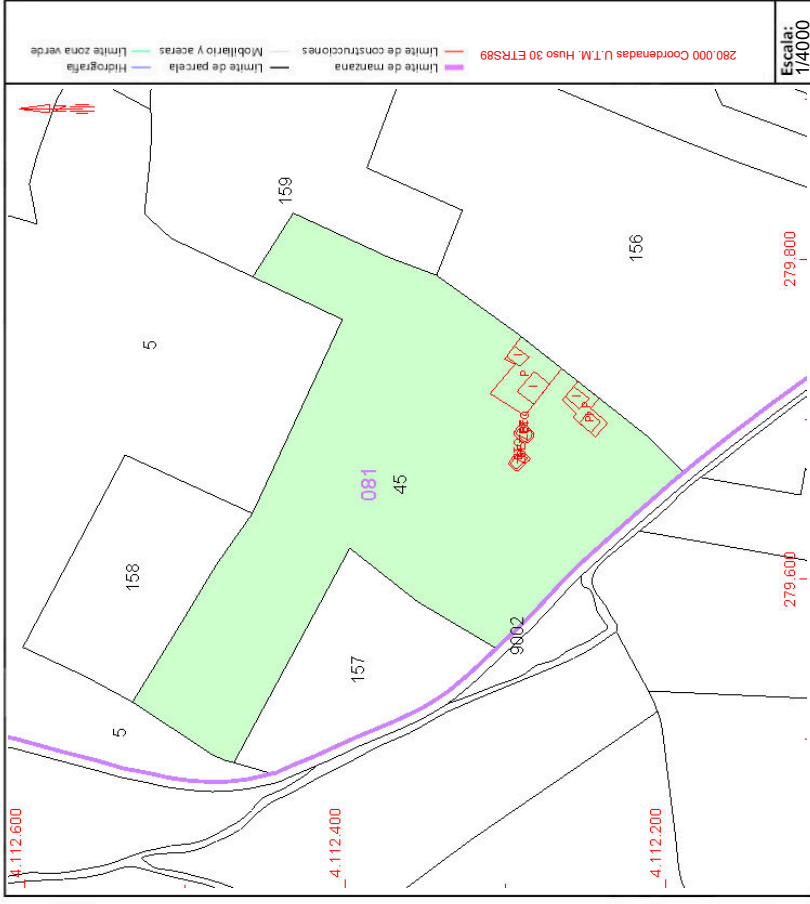 Límite de manzana
Límite de construcciones
Límite de parcela
Mobiliario y aceras
Hidrografía
Límite zona verde
280.000 Coordenadas U.T.M. Huso 30 ETRS89
Escala:
1/4000
159
5
156
279.800
081
45
158
157
9002
279.600
5
4.112.600
4.112.400
4.112.200
I
P
I
I
P
P